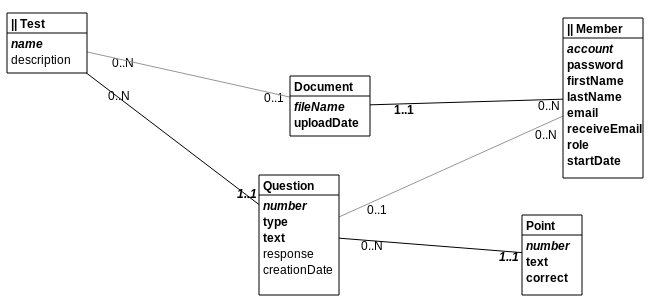 || Test
name
description
0..N
0..N
0..1
Document
fileName
uploadDate
1..1
|| Member
account
password
firstName
lastName
email
receiveEmail
role
startDate
0..N
0..N
1..1
Question
number
type
text
response
creationDate
0..1
0..N
1..1
Point
number
text
correct